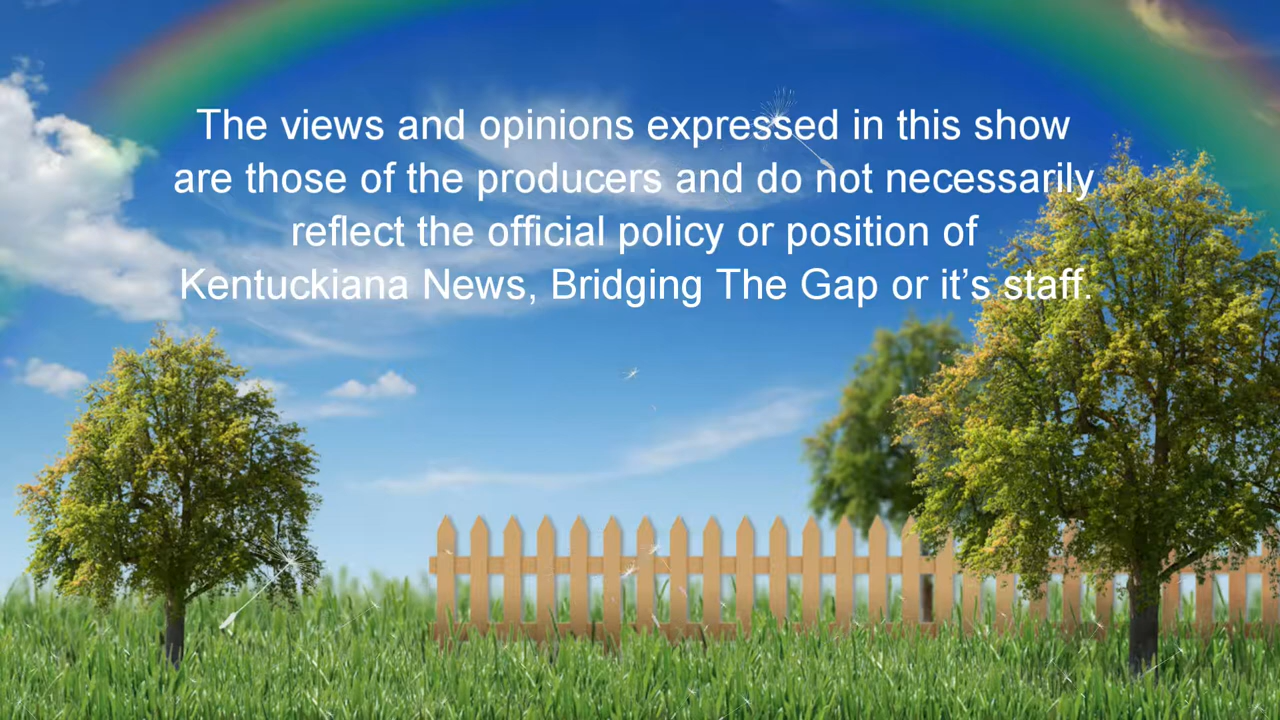 The views and opinions expressed in this show
are those of the producers and do not necessarily
reflect the official policy or position of
Kentuckiana News, Bridging The Gap or it’s staff.